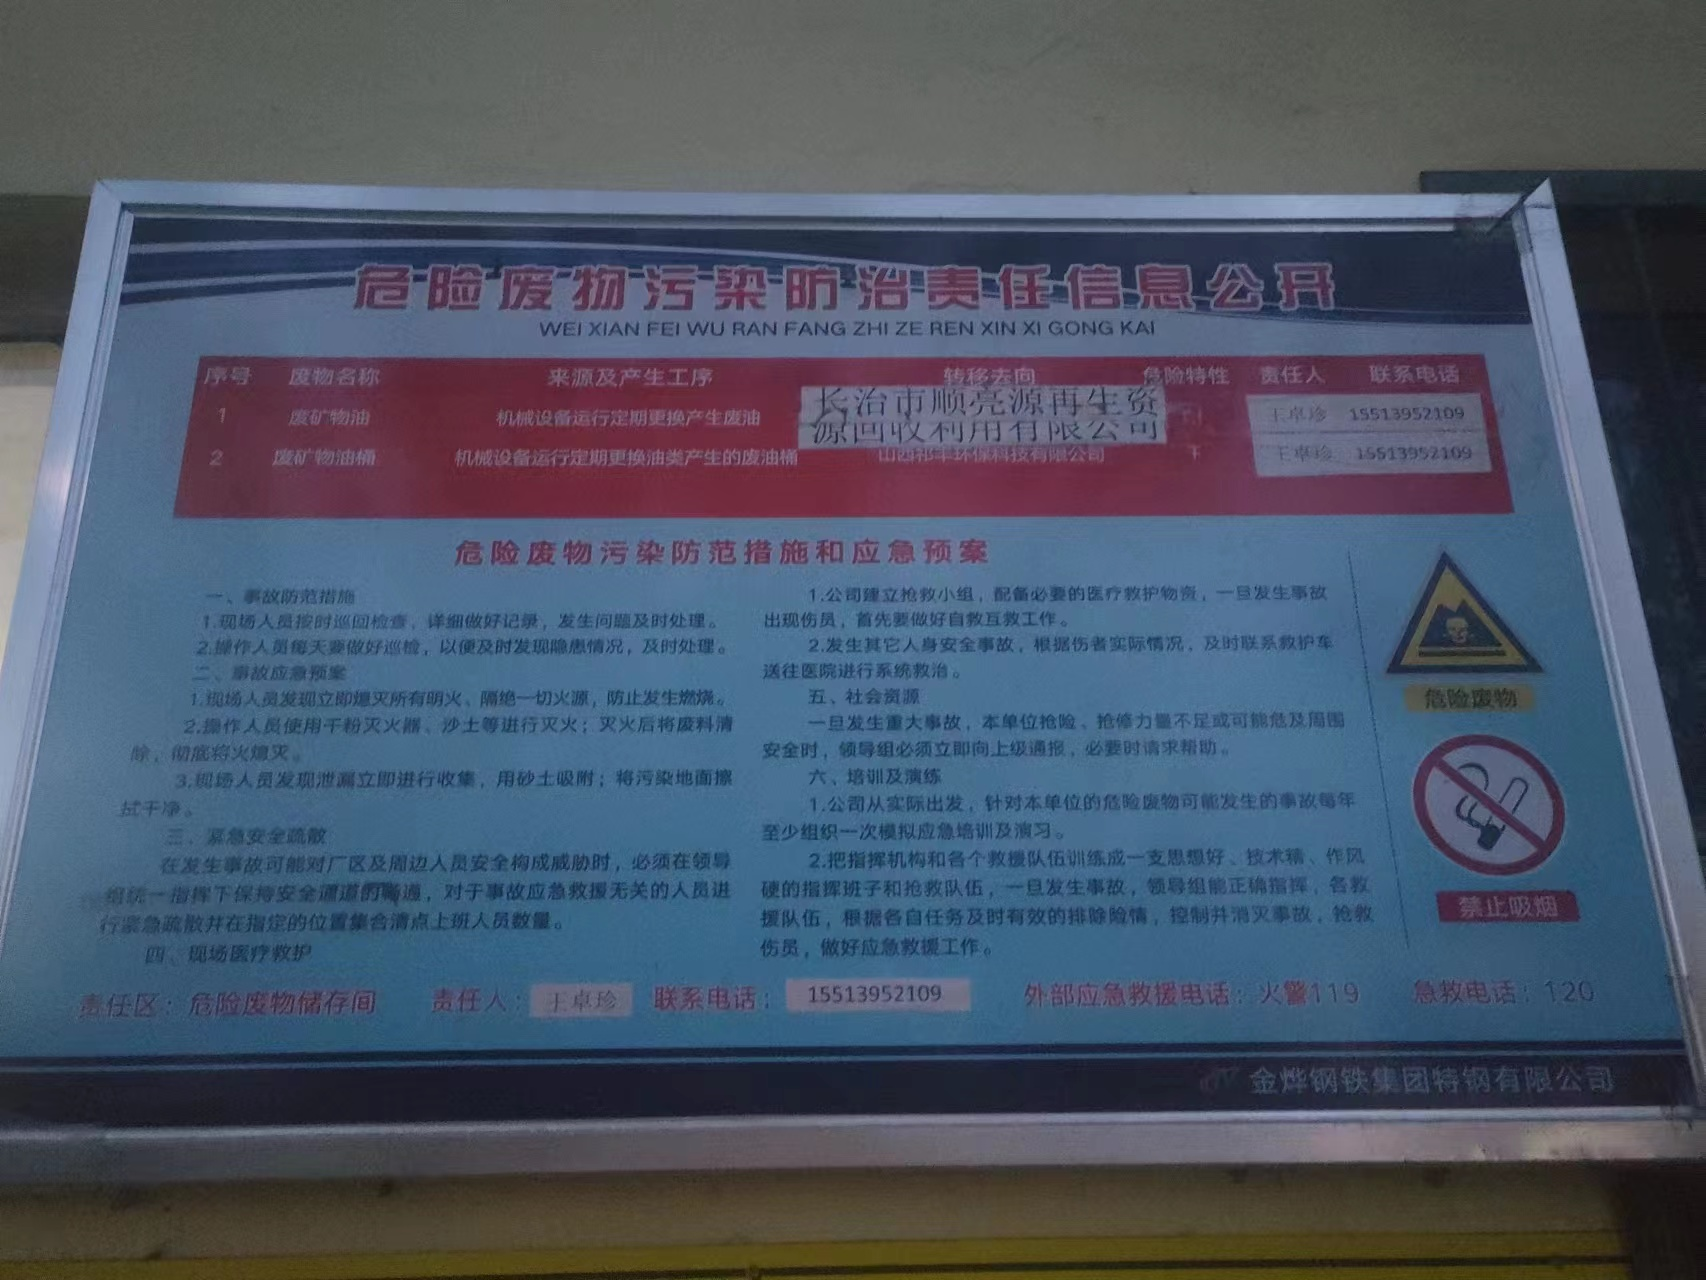 危险废物污染防治责任信息公开
WEI XIAN FEI WU RAN FANG ZHI ZE REN XIN XI GONG KAI
序号 废物名称 来源及产生工序 转移去向 危险特性 责任人 联系电话
1 废矿物油 机械设备运行定期更换产生废油 长治市顺亮源再生资 王卓珍 15513952109
源回收利用有限公司
2 废矿物油桶 机械设备运行定期更换油类产生的废油桶 环保科技有限公司 王卓珍 15513952109
危险废物污染防范措施和应急预案
一、事故防范措施
1.现场人员按时巡回检查，详细做好记录，发生问题及时处理。
2.操作人员每天要做好巡检，以便及时发现隐患情况，及时处理。
二、事故应急预案
1.现场人员发现立即熄灭所有明火、隔绝一切火源，防止发生燃烧。
2.操作人员使用干粉灭火器、沙土等进行灭火；灭火后将废料清
除，彻底将火熄灭。
3.现场人员发现泄漏立即进行收集，用砂土吸附；将污染地面擦
拭干净。
三、紧急安全疏散
在发生事故可能对厂区及周边人员安全构成威胁时，必须在领导
组统一指挥下保持安全通道的畅通，对于事故应急救援无关的人员进
行紧急疏散并在指定的位置集合清点上班人员数量。
四、现场医疗救护
1.公司建立抢救小组，配备必要的医疗救护物资，一旦发生事故
出现伤员，首先要做好自救互救工作。
2.发生其它人身安全事故，根据伤者实际情况，及时联系救护车
送往医院进行系统救治。
五、社会资源
一旦发生重大事故，本单位抢险、抢修力量不足或可能危及周围
安全时，领导组必须立即向上级通报，必要时请求帮助。
六、培训及演练
1.公司从实际出发，针对本单位的危险废物可能发生的事故每年
至少组织一次模拟应急培训及演习。
2.把指挥机构和各个救援队伍训练成一支思想好、技术精、作风
硬的指挥班子和抢救队伍，一旦发生事故，领导组能正确指挥，各救
援队伍，根据各自任务及时有效的排除险情，控制并消灭事故，抢救
伤员，做好应急救援工作。
危险废物
禁止吸烟
责任区：危险废物储存间 责任人：王卓珍 联系电话：15513952109 外部应急救援电话：火警119 急救电话：120
金烨钢铁集团特钢有限公司